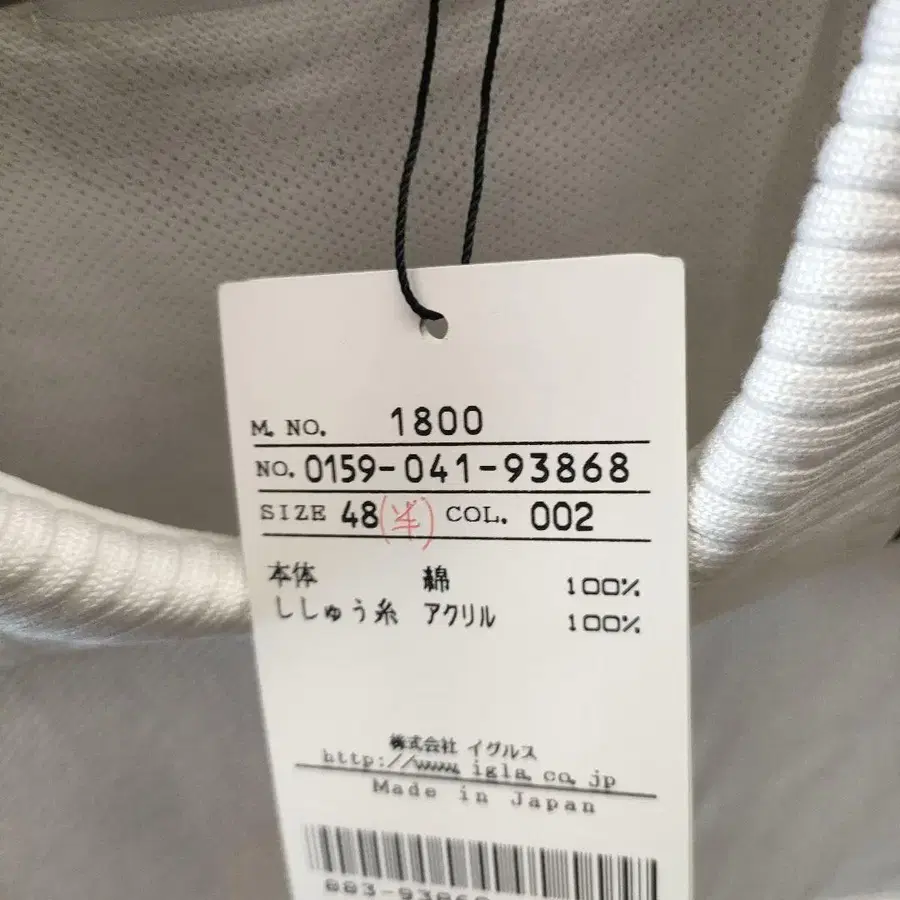 M. NO. 1800
NO. 0159-041-93868
SIZE 48(半) COL. 002
本体 綿 100%
ししゅう糸 アクリル 100%
株式会社 イグルス
http://www.igla.co.jp
Made in Japan